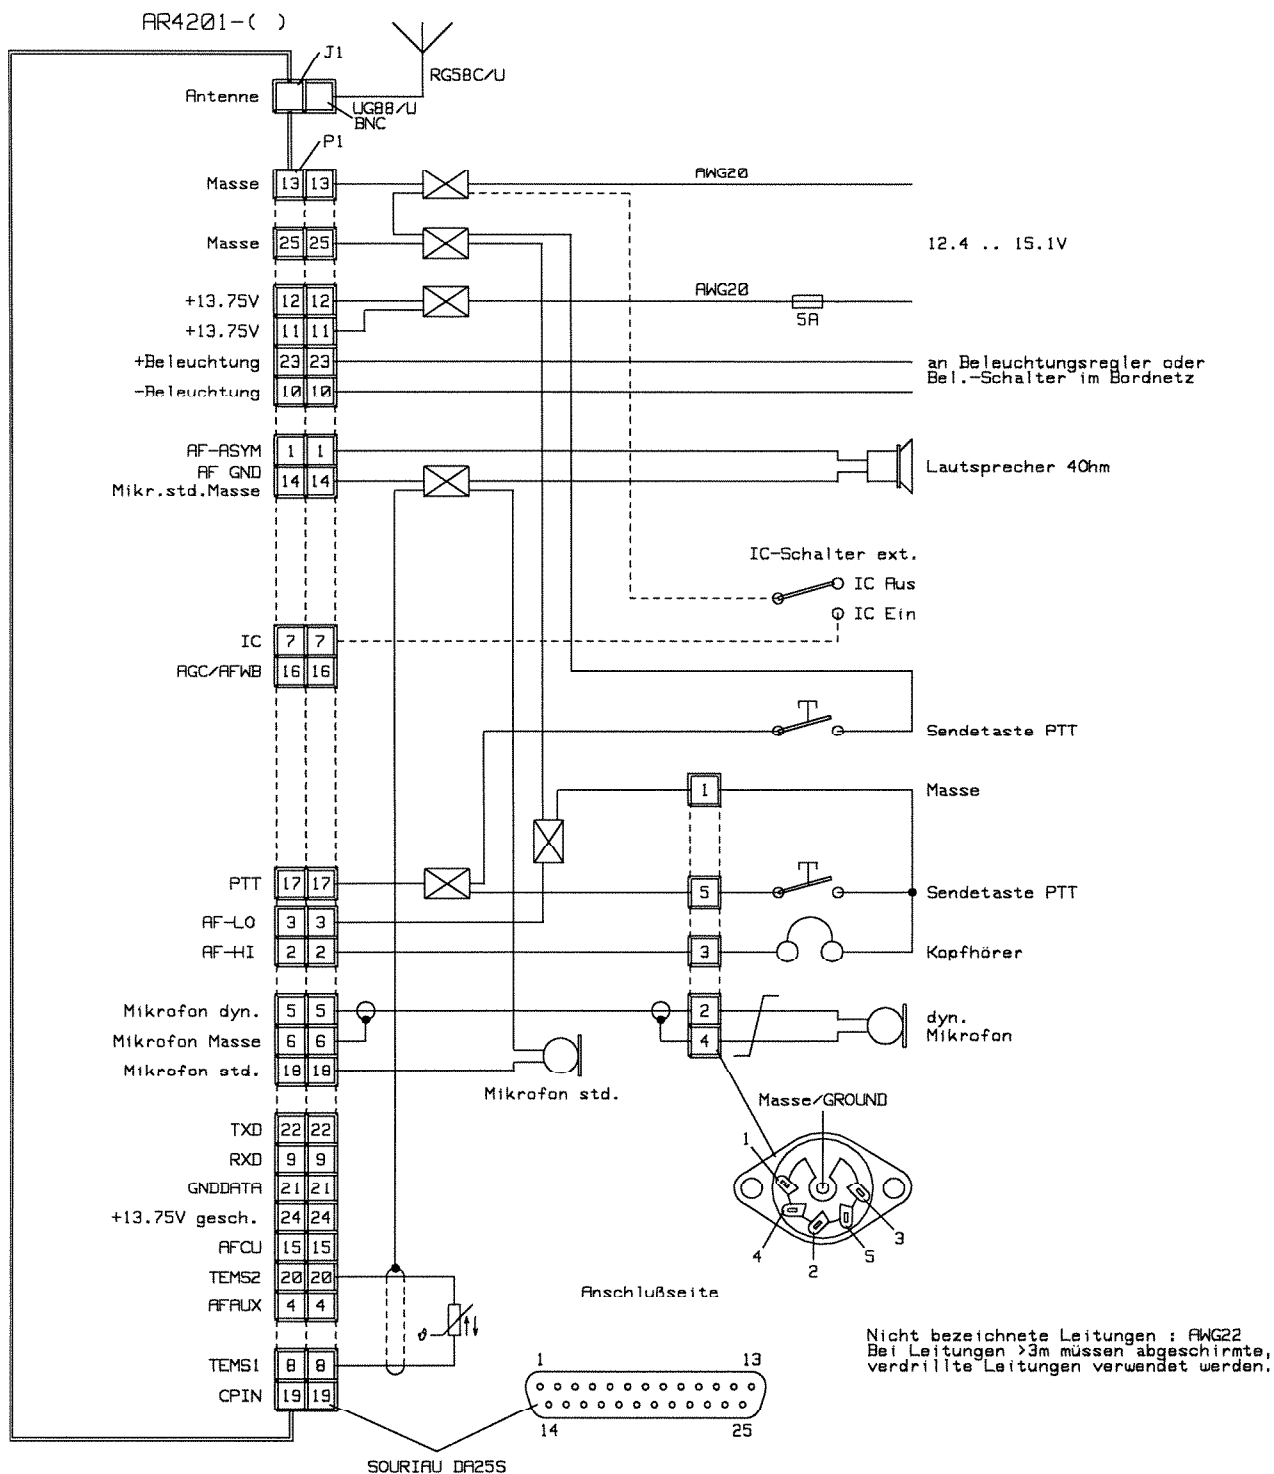 AR4201-( )
J1
RG58C/U
Antenne
UG88/U
BNC
P1
Masse 13 13 AWG20
Masse 25 25 12.4 .. 15.1V
+13.75V 12 12 AWG20
5A
+13.75V 11 11
+Beleuchtung 23 23 an Beleuchtungsregler oder
-Beleuchtung 10 10 Bel.-Schalter im Bordnetz
AF-ASYM 1 1
AF GND 14 14 Lautsprecher 4Ohm
Mikr.std.Masse
IC-Schalter ext.
IC Aus
IC Ein
IC 7 7
AGC/AFWB 16 16
Sendetaste PTT
1 Masse
PTT 17 17 5 Sendetaste PTT
AF-LO 3 3
AF-HI 2 2 3 Kopfhörer
Mikrofon dyn. 5 5 2 dyn.
Mikrofon Masse 6 6 4 Mikrofon
Mikrofon std. 18 18
Mikrofon std.
Masse/GROUND
TXD 22 22
1
RXD 9 9
GNDDATA 21 21
+13.75V gesch. 24 24
3
AFCU 15 15
4
5
2
TEMS2 20 20
AFAUX 4 4
ϑ
Anschlußseite
TEMS1 8 8
CPIN 19 19
Nicht bezeichnete Leitungen : AWG22
Bei Leitungen >3m müssen abgeschirmte,
verdrillte Leitungen verwendet werden.
1 13
14 25
SOURIAU DA25S